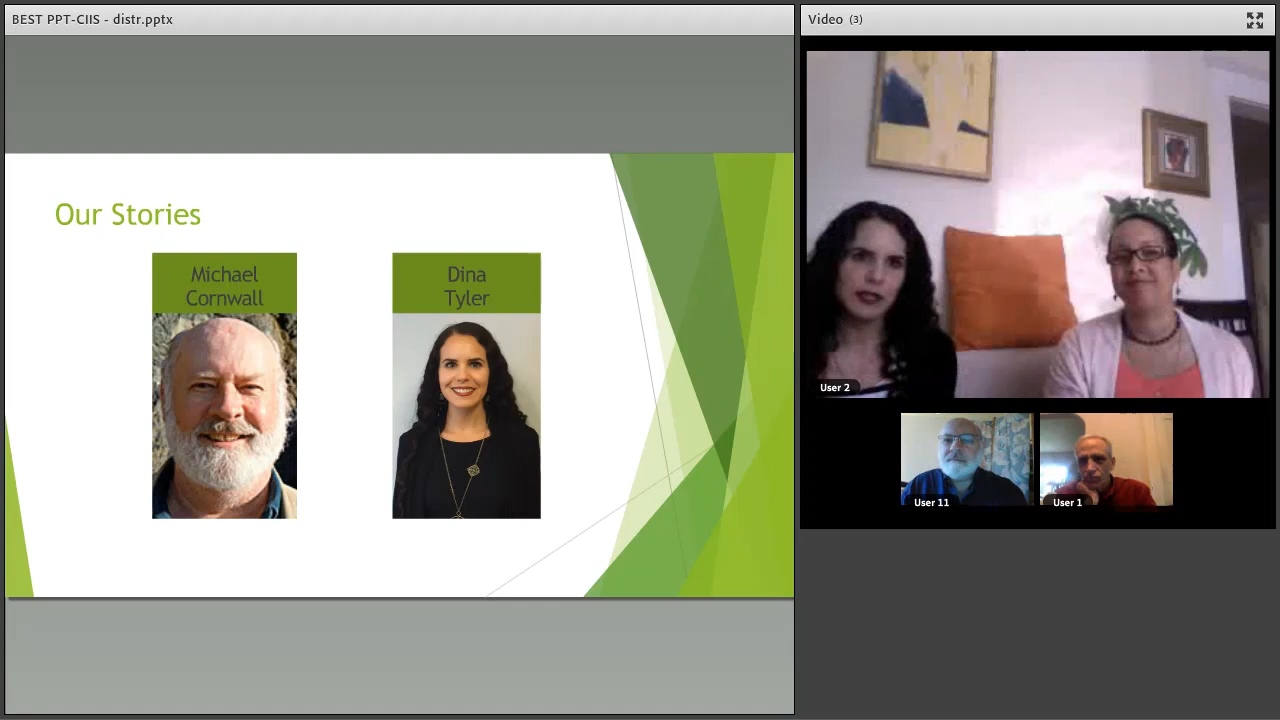 BEST PPT-CIIS - distr.pptx
Video (3)
Our Stories
Michael
Cornwall
Dina
Tyler
User 2
User 11
User 1